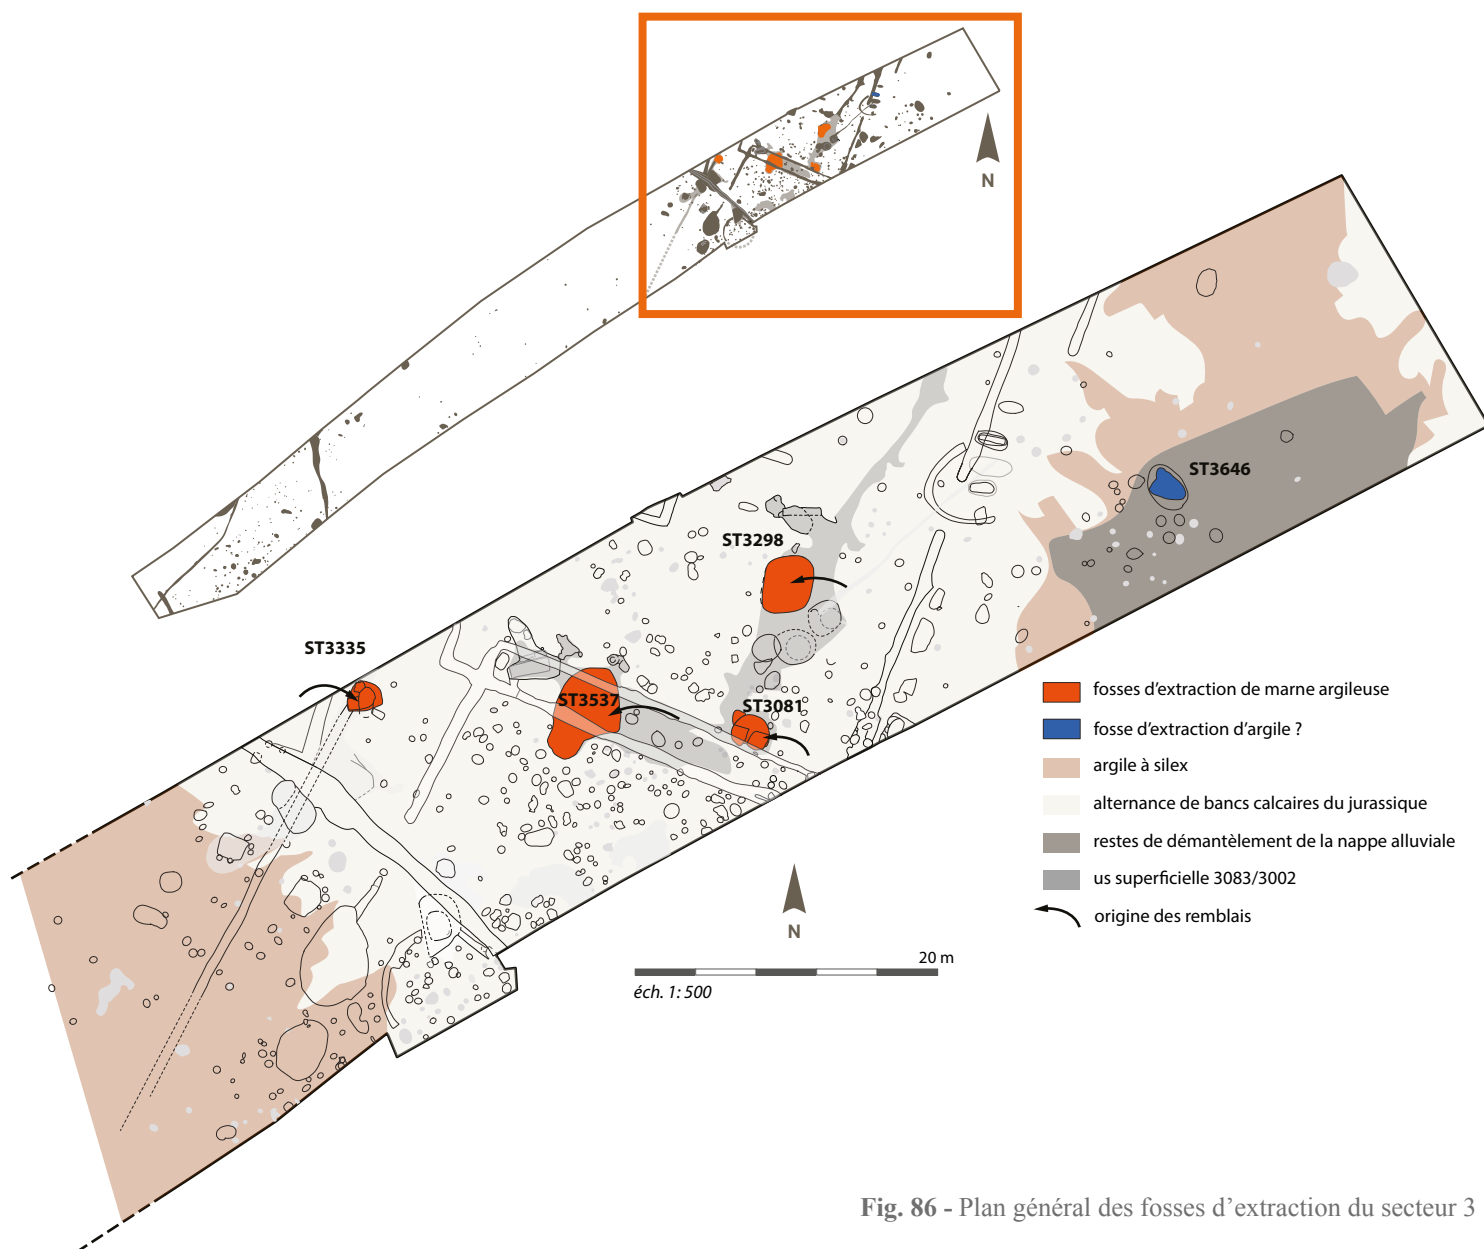 N
ST3646
ST3298
ST3335
ST3537
ST3081
fosses d'extraction de marne argileuse
fosse d'extraction d'argile ?
argile à silex
alternance de bancs calcaires du jurassique
restes de démantèlement de la nappe alluviale
us superficielle 3083/3002
origine des remblais
N
20 m
éch. 1: 500
Fig. 86 - Plan général des fosses d'extraction du secteur 3